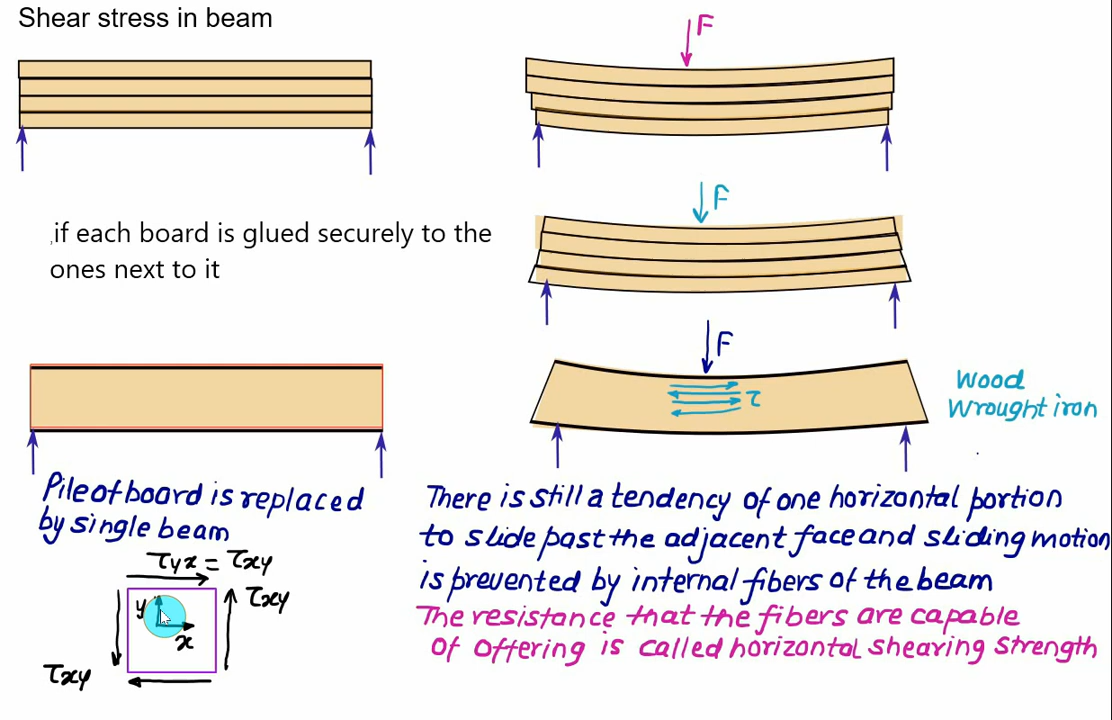 Shear stress in beam
F
if each board is glued securely to the
ones next to it
F
F
τ
Wood
Wrought iron
Pile of board is replaced
by single beam
There is still a tendency of one horizontal portion
to slide past the adjacent face and sliding motion
is prevented by internal fibers of the beam
The resistance that the fibers are capable
Of Offering is called horizontal shearing strength
τyx = τxy
y
x
τxy
τxy